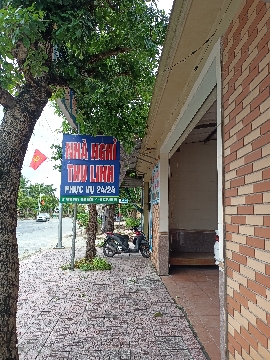 NHÀ NGHỈ
THU LINH
PHỤC VỤ 24/24